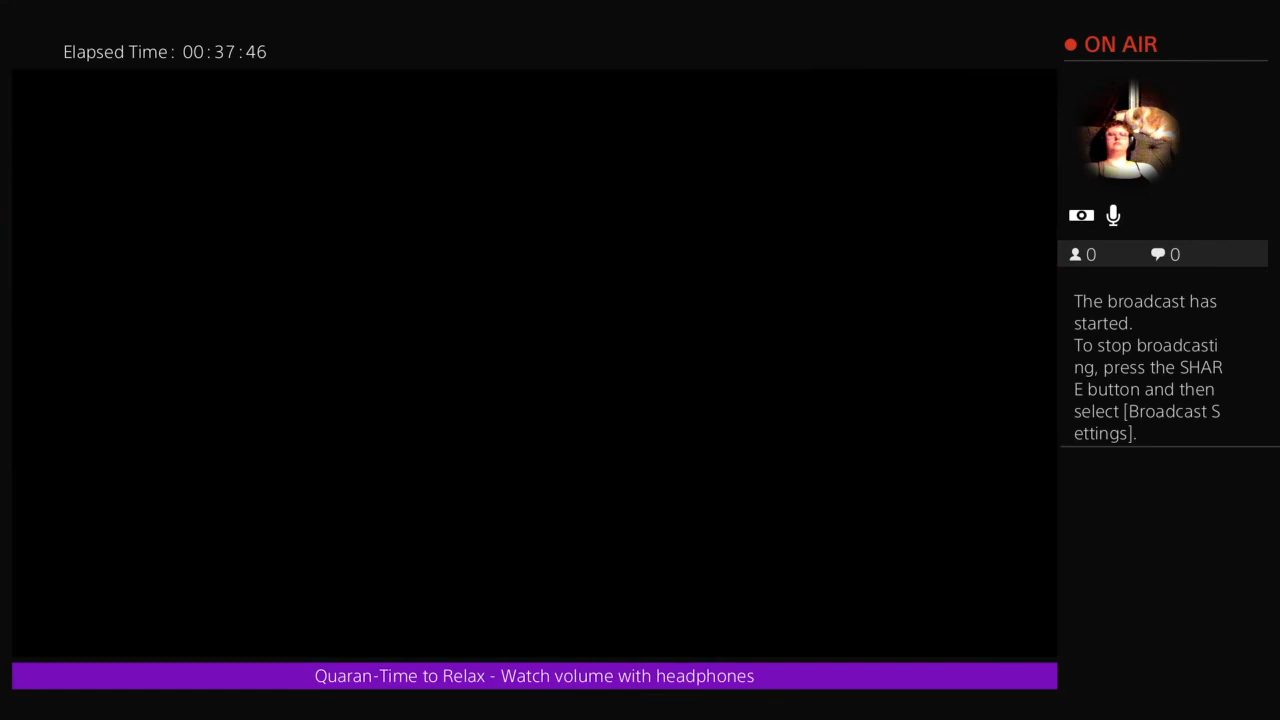 Elapsed Time: 00:37:46
ON AIR
0 0
The broadcast has
started.
To stop broadcasti
ng, press the SHAR
E button and then
select [Broadcast S
ettings].
Quaran-Time to Relax - Watch volume with headphones